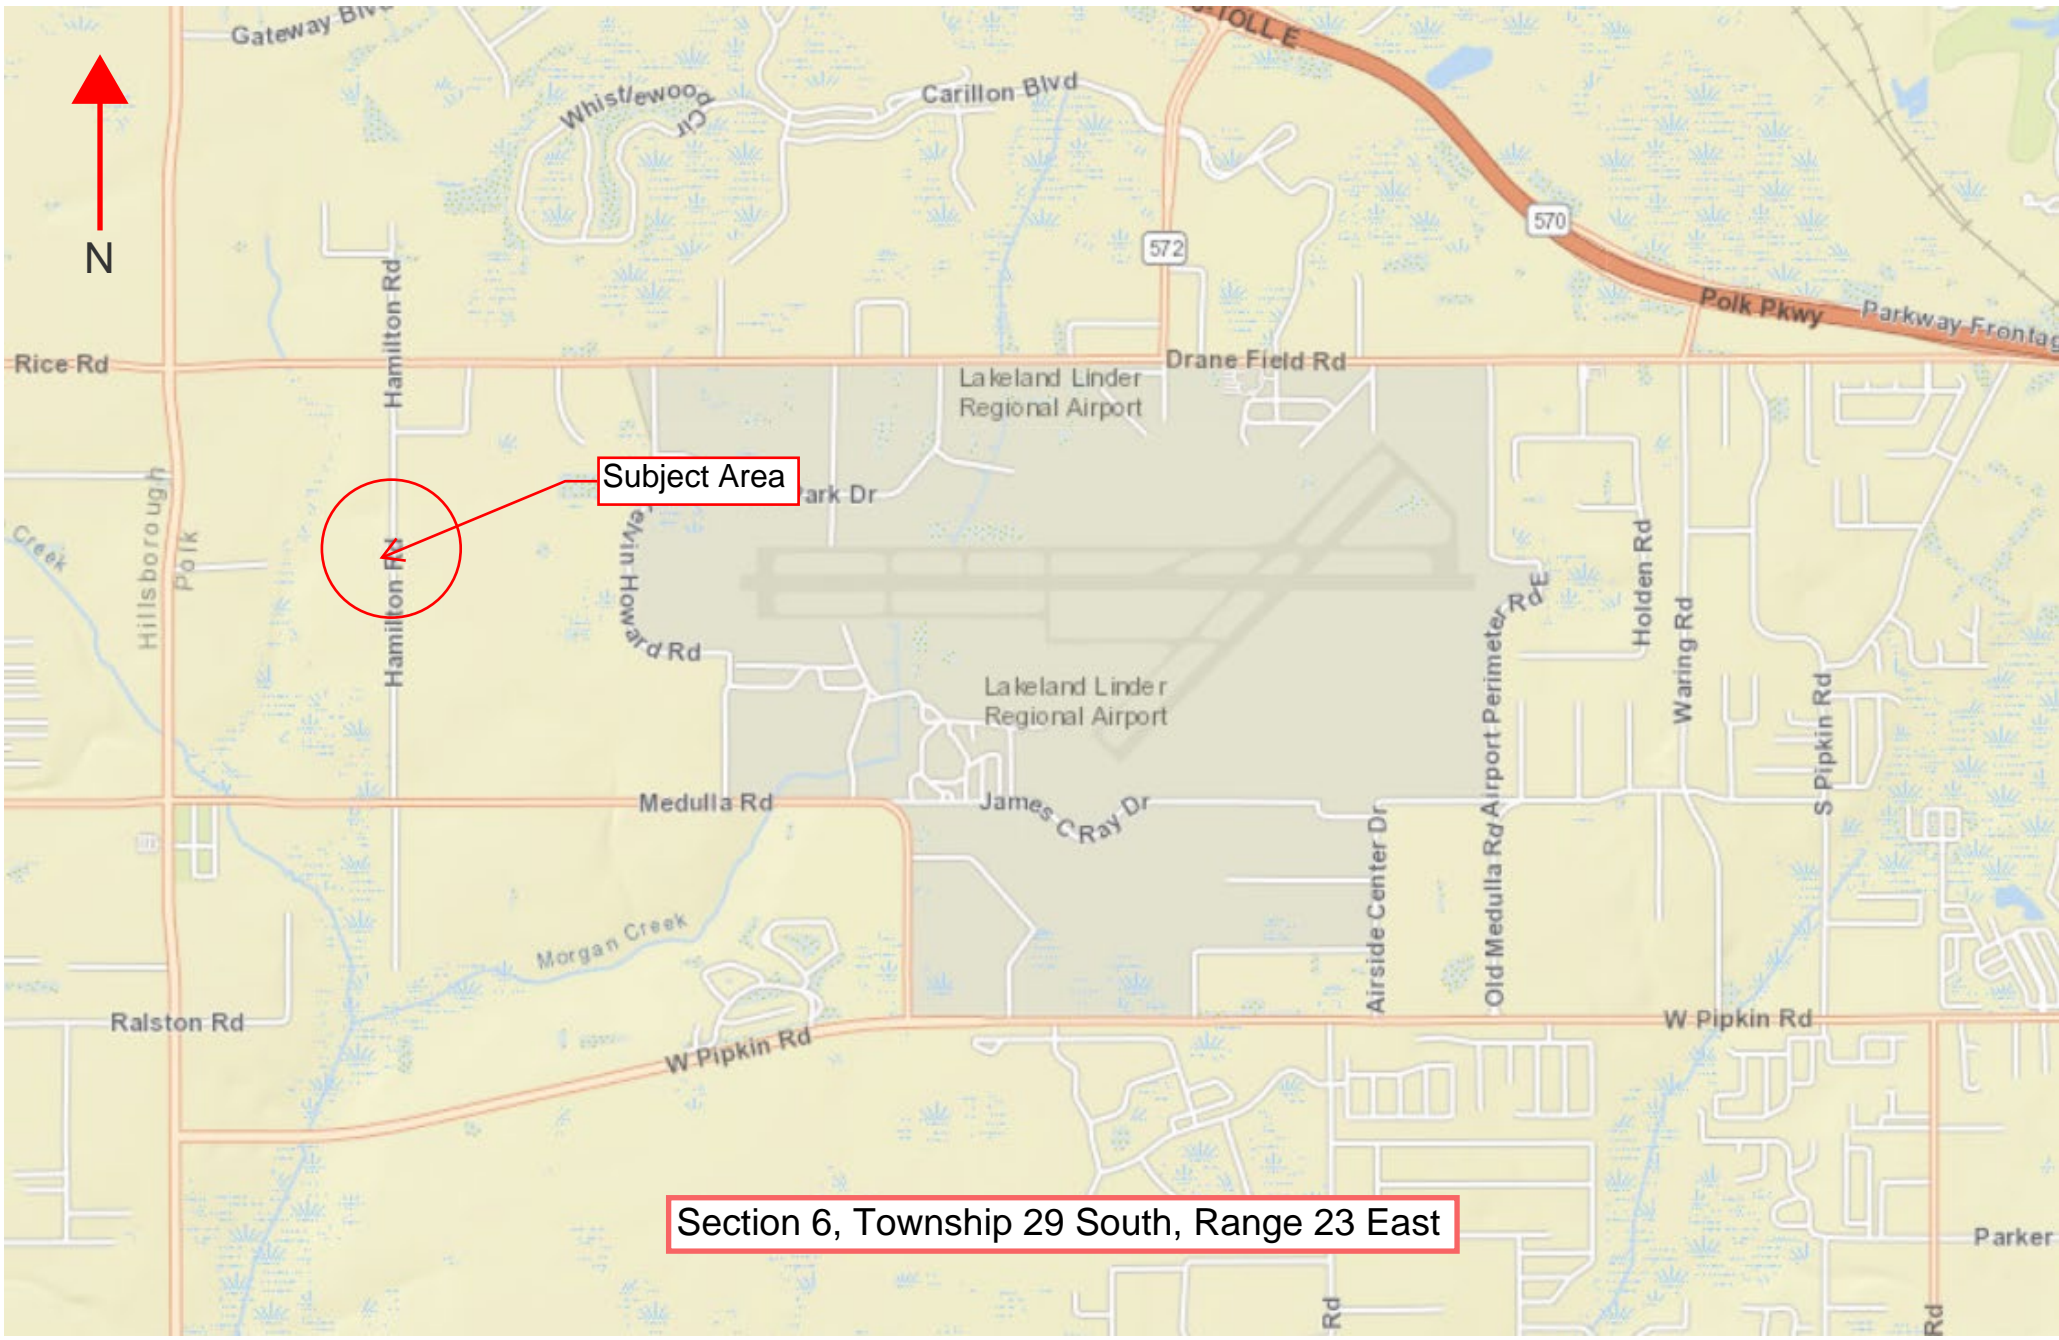 Gateway Blvd
TOLL E
Whistlewood Cir
Carillon Blvd
N
572
570
Hamilton Rd
Polk Pkwy
Parkway Frontag
Rice Rd
Drane Field Rd
Lakeland Linder
Regional Airport
Hamilton Rd
Subject Area
Park Dr
Creek
Hillsborough
Polk
elvin Howard Rd
Airport Perimeter Rd E
Holden Rd
Waring Rd
Hamilton Rd
Lakeland Linder
Regional Airport
S Pipkin Rd
Medulla Rd
James C Ray Dr
Airside Center Dr
Old Medulla Rd
Morgan Creek
Ralston Rd
W Pipkin Rd
W Pipkin Rd
Section 6, Township 29 South, Range 23 East
Parker
Rd
Rd